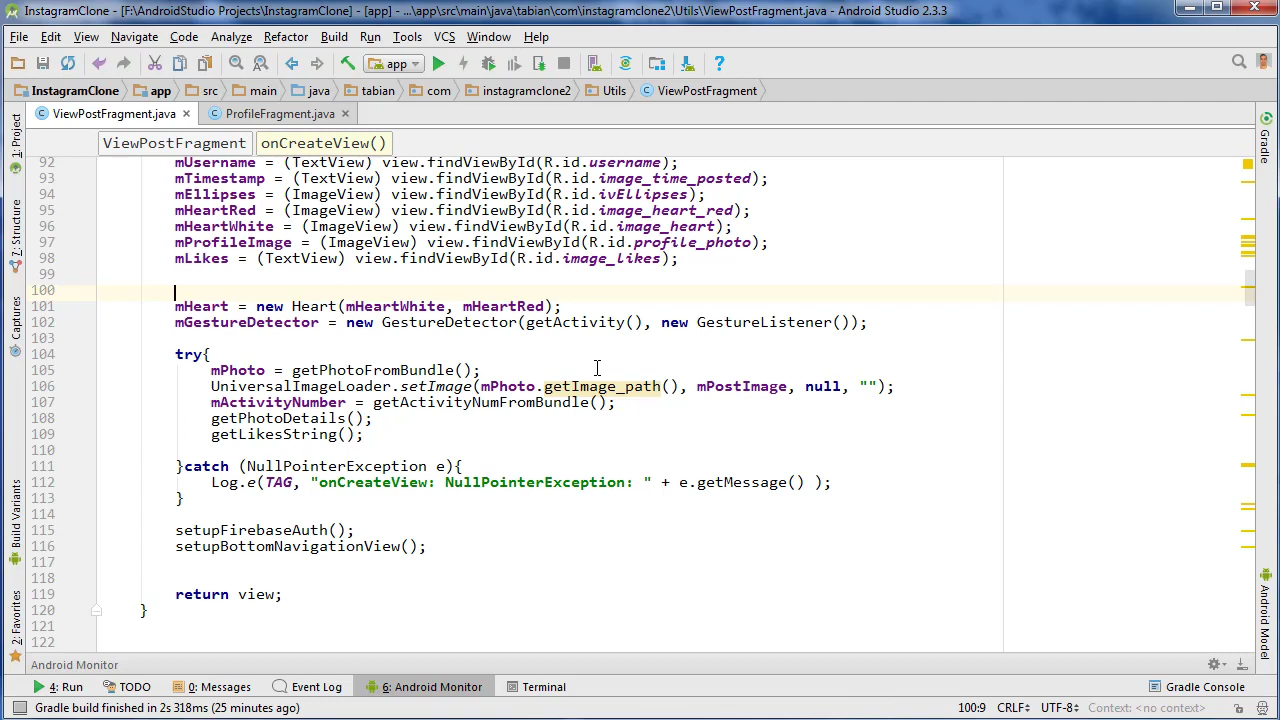 InstagramClone - [F:\AndroidStudio Projects\InstagramClone] - [app] - ...\app\src\main\java\tabian\com\instagramclone2\Utils\ViewPostFragment.java - Android Studio 2.3.3
File Edit View Navigate Code Analyze Refactor Build Run Tools VCS Window Help
app
InstagramClone app src main java tabian com instagramclone2 Utils ViewPostFragment
ViewPostFragment.java ProfileFragment.java
ViewPostFragment onCreateView()
1: Project
7: Structure
Captures
Build Variants
2: Favorites
92 mUsername = (TextView) view.findViewById(R.id.username);
93 mTimestamp = (TextView) view.findViewById(R.id.image_time_posted);
94 mEllipses = (ImageView) view.findViewById(R.id.ivEllipses);
95 mHeartRed = (ImageView) view.findViewById(R.id.image_heart_red);
96 mHeartWhite = (ImageView) view.findViewById(R.id.image_heart);
97 mProfileImage = (ImageView) view.findViewById(R.id.profile_photo);
98 mLikes = (TextView) view.findViewById(R.id.image_likes);
99
100
101 mHeart = new Heart(mHeartWhite, mHeartRed);
102 mGestureDetector = new GestureDetector(getActivity(), new GestureListener());
103
104 try{
105 mPhoto = getPhotoFromBundle();
106 UniversalImageLoader.setImage(mPhoto.getImage_path(), mPostImage, null, "");
107 mActivityNumber = getActivityNumFromBundle();
108 getPhotoDetails();
109 getLikesString();
110
111 }catch (NullPointerException e){
112 Log.e(TAG, "onCreateView: NullPointerException: " + e.getMessage() );
113 }
114
115 setupFirebaseAuth();
116 setupBottomNavigationView();
117
118
119 return view;
120 }
121
122
Gradle
Android Model
Android Monitor
4: Run TODO 0: Messages Event Log 6: Android Monitor Terminal Gradle Console
Gradle build finished in 2s 318ms (25 minutes ago) 100:9 CRLF UTF-8 Context: <no context>